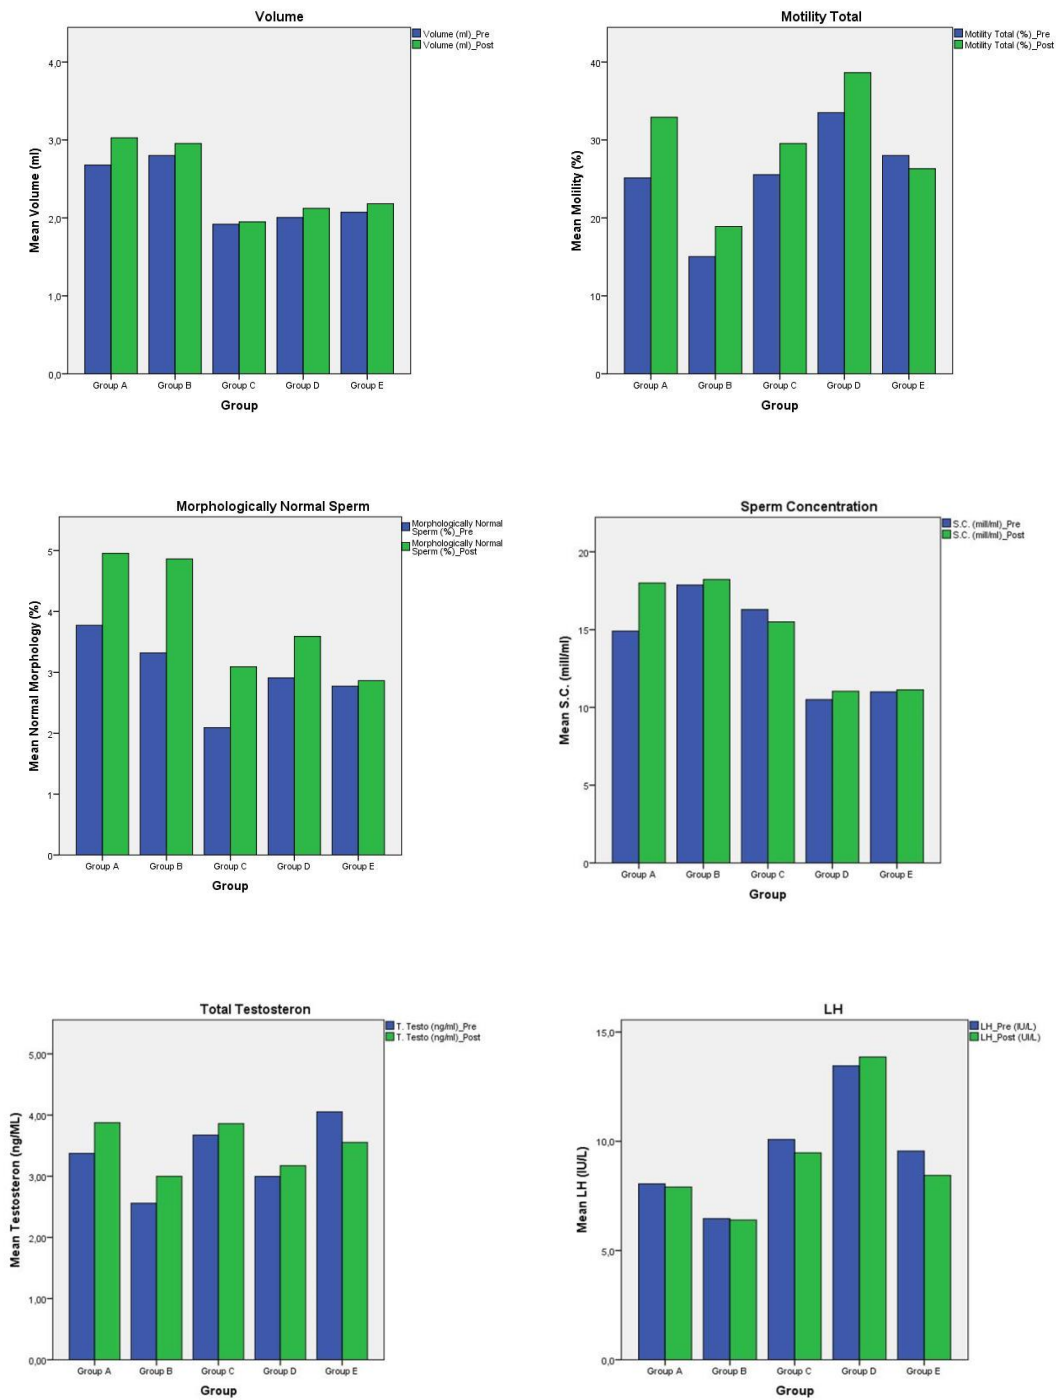 Volume
Volume (ml)_Pre
Volume (ml)_Post
4,0
3,0
2,0
1,0
0,0
Mean Volume (ml)
Group A
Group B
Group C
Group D
Group E
Group
Motility Total
Motility Total (%)_Pre
Motility Total (%)_Post
40
30
20
10
0
Mean Molility (%)
Group A
Group B
Group C
Group D
Group E
Group
Morphologically Normal Sperm
Morphologically Normal
Sperm (%)_Pre
Morphologically Normal
Sperm (%)_Post
5
4
3
2
1
0
Mean Normal Morphology (%)
Group A
Group B
Group C
Group D
Group E
Group
Sperm Concentration
S.C. (mill/ml)_Pre
S.C. (mill/ml)_Post
20
15
10
5
0
Mean S.C. (mill/ml)
Group A
Group B
Group C
Group D
Group E
Group
Total Testosteron
T. Testo (ng/ml)_Pre
T. Testo (ng/ml)_Post
5,00
4,00
3,00
2,00
1,00
0,00
Mean Testosteron (ng/ML)
Group A
Group B
Group C
Group D
Group E
Group
LH
LH_Pre (IU/L)
LH_Post (UI/L)
15,0
10,0
5,0
0,0
Mean LH (IU/L)
Group A
Group B
Group C
Group D
Group E
Group